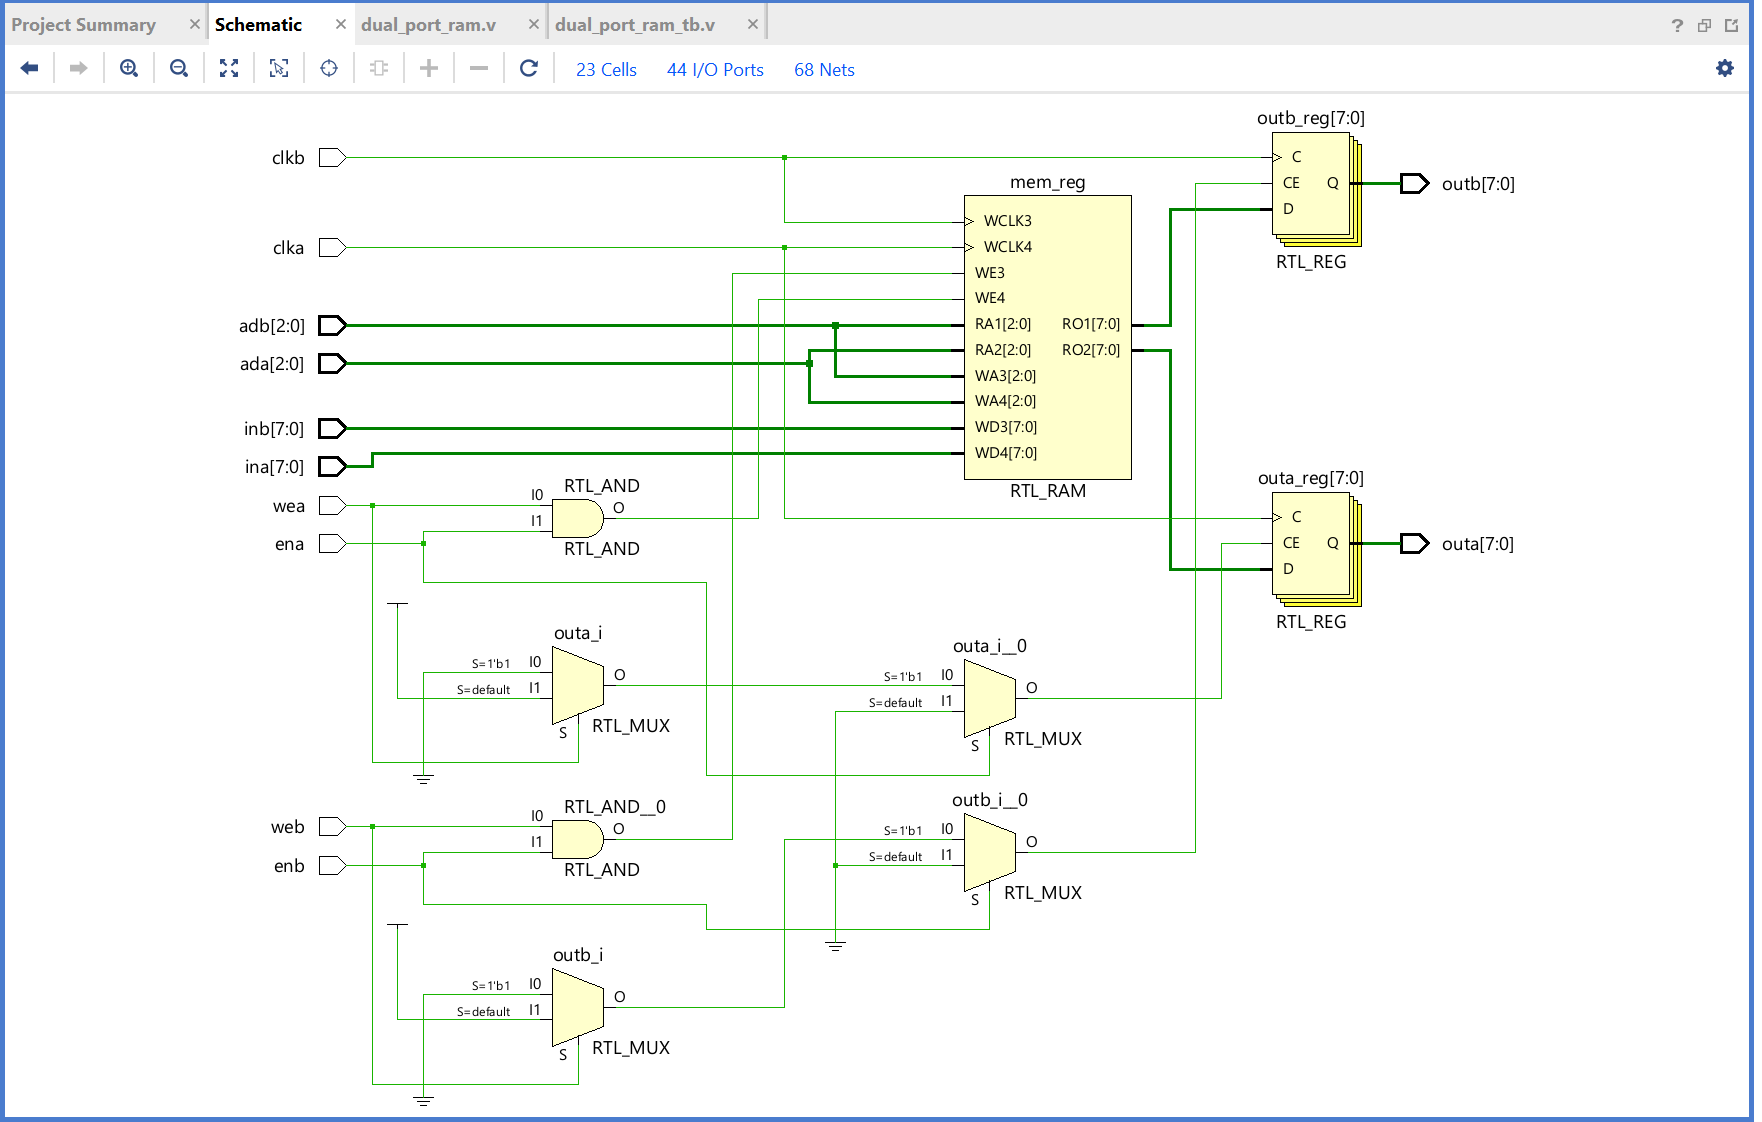 Project Summary × Schematic × dual_port_ram.v × dual_port_ram_tb.v × ?
23 Cells 44 I/O Ports 68 Nets
outb_reg[7:0]
clkb
C
CE Q
D
outb[7:0]
RTL_REG
mem_reg
clka
WCLK3
WCLK4
WE3
WE4
adb[2:0]
RA1[2:0] RO1[7:0]
ada[2:0]
RA2[2:0] RO2[7:0]
WA3[2:0]
WA4[2:0]
inb[7:0]
WD3[7:0]
ina[7:0]
WD4[7:0]
RTL_RAM
outa_reg[7:0]
C
CE Q
D
outa[7:0]
RTL_REG
RTL_AND
wea
I0
O
ena
I1
RTL_AND
outa_i
S=1'b1 I0
O
S=default I1
S
RTL_MUX
outa_i__0
S=1'b1 I0
O
S=default I1
S
RTL_MUX
RTL_AND__0
web
I0
O
enb
I1
RTL_AND
outb_i__0
S=1'b1 I0
O
S=default I1
S
RTL_MUX
outb_i
S=1'b1 I0
O
S=default I1
S
RTL_MUX